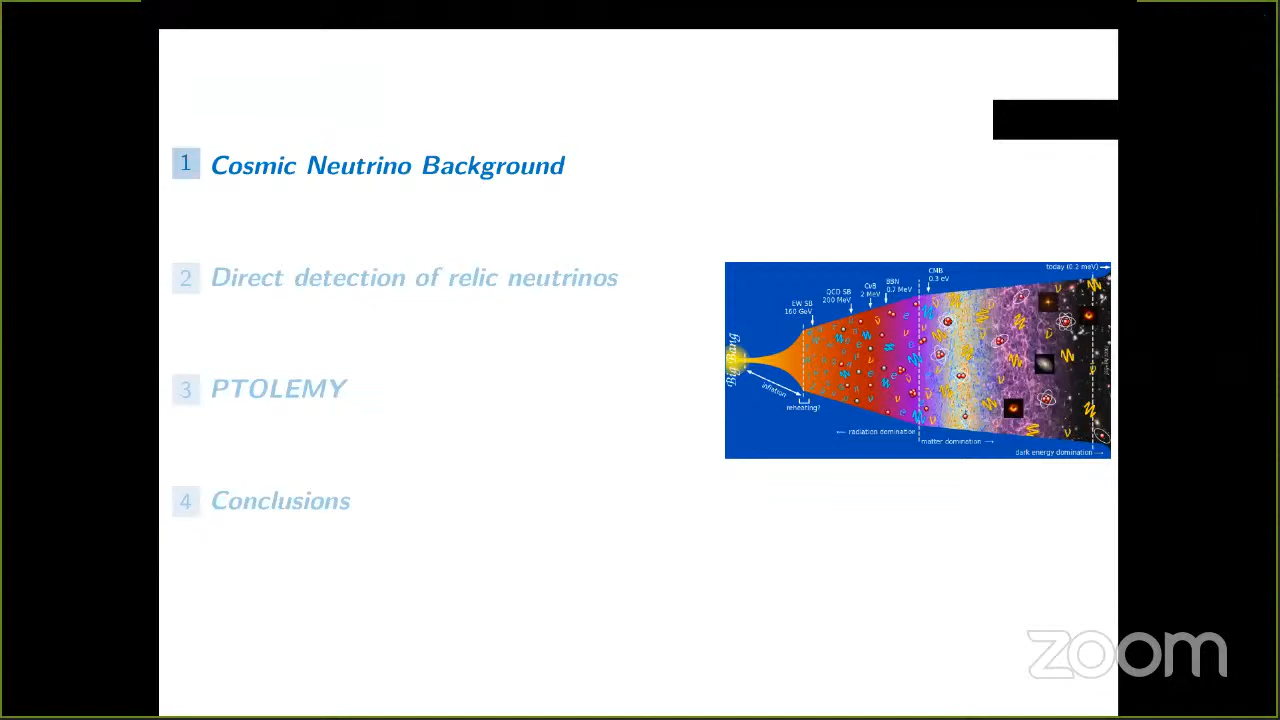 1 Cosmic Neutrino Background
2 Direct detection of relic neutrinos
3 PTOLEMY
4 Conclusions
today (0.2 meV)
CMB
0.3 eV
BBN
0.7 MeV
CνB
2 MeV
QCD SB
200 MeV
EW SB
160 GeV
Big Bang
inflation
reheating?
← radiation domination
matter domination →
dark energy domination →
zoom